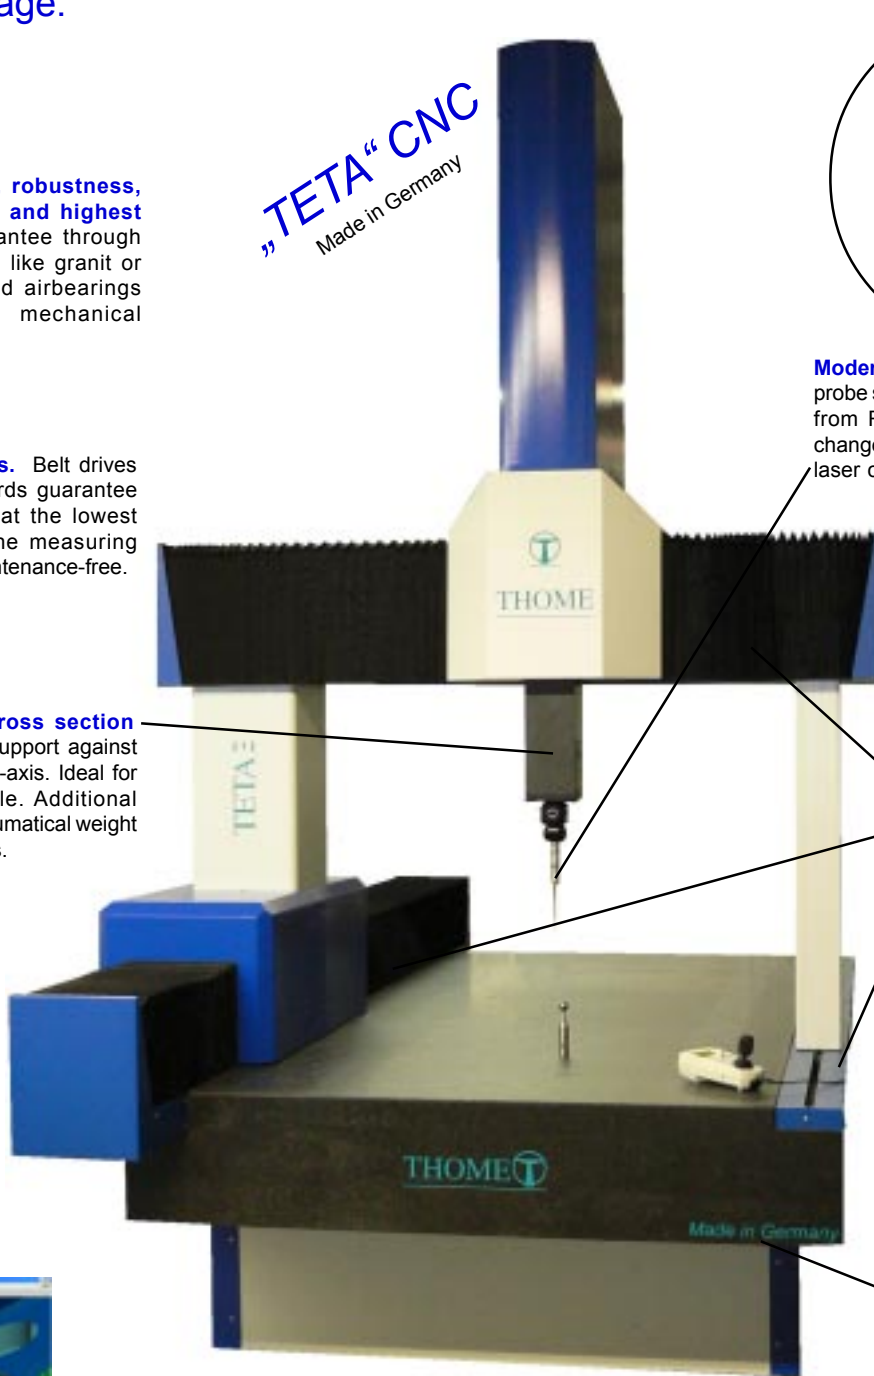 age.
„TETA“ CNC
Made in Germany
robustness,
and highest
antee through
like granit or
d airbearings
mechanical
s. Belt drives
rds guarantee
at the lowest
ne measuring
ntenance-free.
ross section
upport against
-axis. Ideal for
le. Additional
umatical weight
s.
Moder
probe s
from
change
laser
THOME
TETA
THOME
Made in Germany